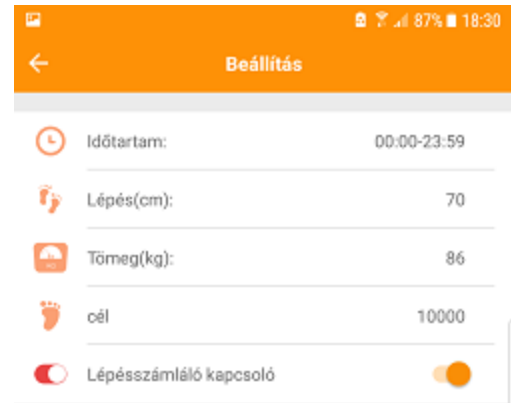 87% 18:30
Beállítás
Időtartam: 00:00-23:59
Lépés(cm): 70
Tömeg(kg): 86
cél 10000
Lépésszámláló kapcsoló